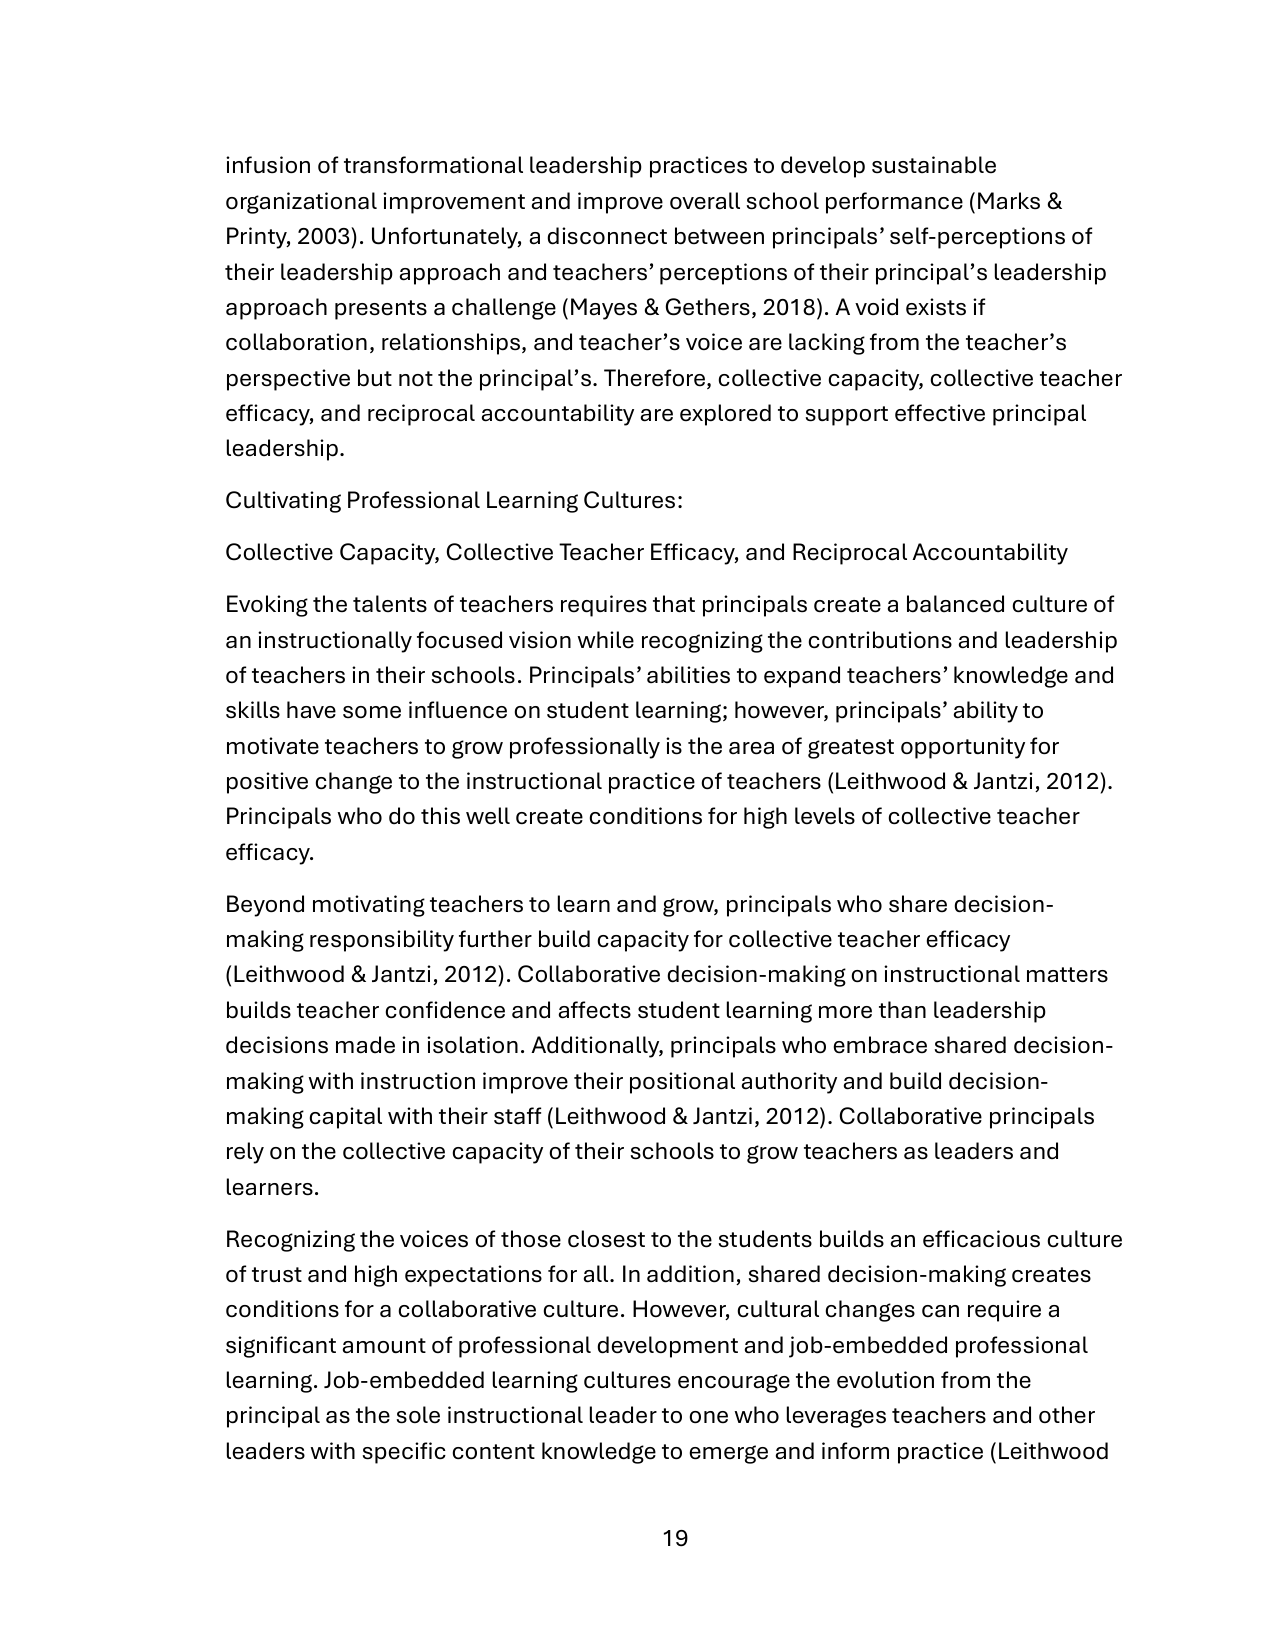 infusion of transformational leadership practices to develop sustainable
organizational improvement and improve overall school performance (Marks &
Printy, 2003). Unfortunately, a disconnect between principals’ self-perceptions of
their leadership approach and teachers’ perceptions of their principal’s leadership
approach presents a challenge (Mayes & Gethers, 2018). A void exists if
collaboration, relationships, and teacher’s voice are lacking from the teacher’s
perspective but not the principal’s. Therefore, collective capacity, collective teacher
efficacy, and reciprocal accountability are explored to support effective principal
leadership.
Cultivating Professional Learning Cultures:
Collective Capacity, Collective Teacher Efficacy, and Reciprocal Accountability
Evoking the talents of teachers requires that principals create a balanced culture of
an instructionally focused vision while recognizing the contributions and leadership
of teachers in their schools. Principals’ abilities to expand teachers’ knowledge and
skills have some influence on student learning; however, principals’ ability to
motivate teachers to grow professionally is the area of greatest opportunity for
positive change to the instructional practice of teachers (Leithwood & Jantzi, 2012).
Principals who do this well create conditions for high levels of collective teacher
efficacy.
Beyond motivating teachers to learn and grow, principals who share decision-
making responsibility further build capacity for collective teacher efficacy
(Leithwood & Jantzi, 2012). Collaborative decision-making on instructional matters
builds teacher confidence and affects student learning more than leadership
decisions made in isolation. Additionally, principals who embrace shared decision-
making with instruction improve their positional authority and build decision-
making capital with their staff (Leithwood & Jantzi, 2012). Collaborative principals
rely on the collective capacity of their schools to grow teachers as leaders and
learners.
Recognizing the voices of those closest to the students builds an efficacious culture
of trust and high expectations for all. In addition, shared decision-making creates
conditions for a collaborative culture. However, cultural changes can require a
significant amount of professional development and job-embedded professional
learning. Job-embedded learning cultures encourage the evolution from the
principal as the sole instructional leader to one who leverages teachers and other
leaders with specific content knowledge to emerge and inform practice (Leithwood
19